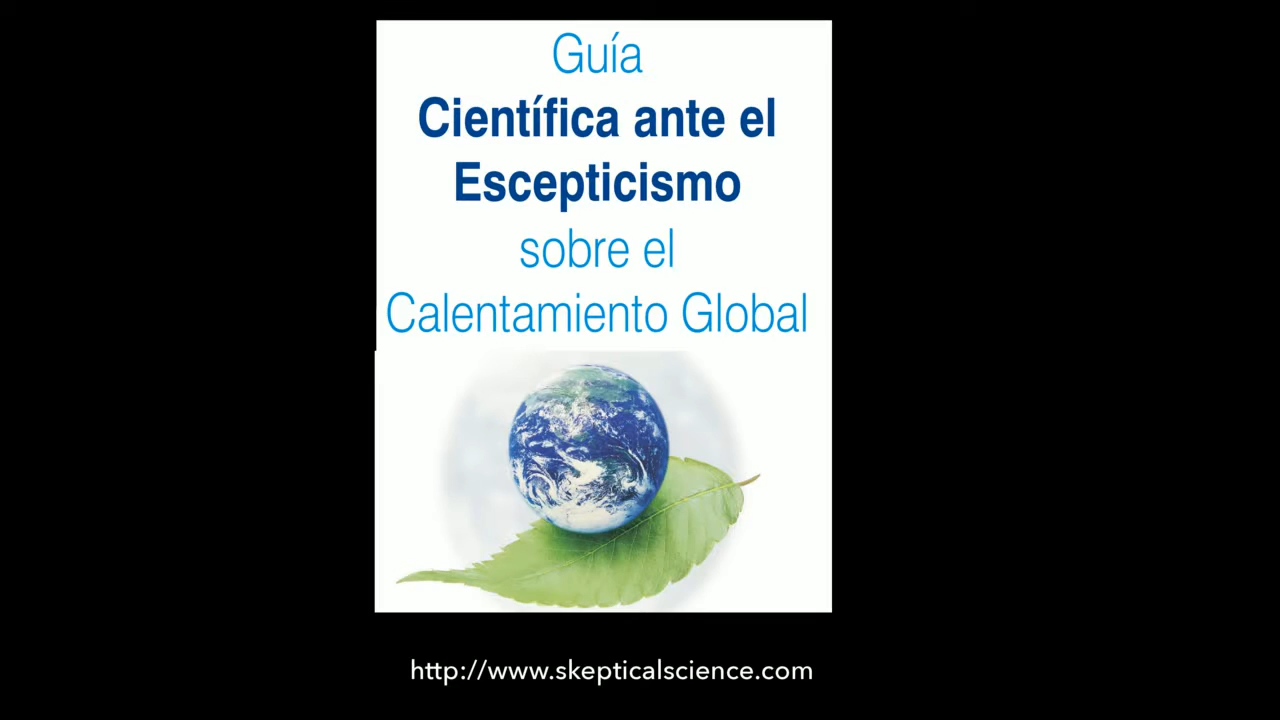 Guía
Científica ante el
Escepticismo
sobre el
Calentamiento Global
http://www.skepticalscience.com